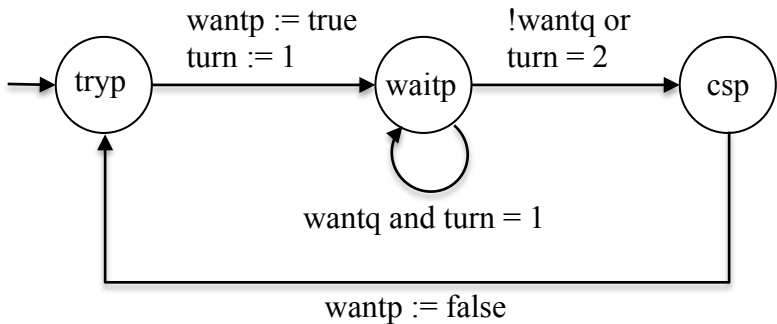 wantp := true
turn := 1
!wantq or
turn = 2
tryp
waitp
csp
wantq and turn = 1
wantp := false